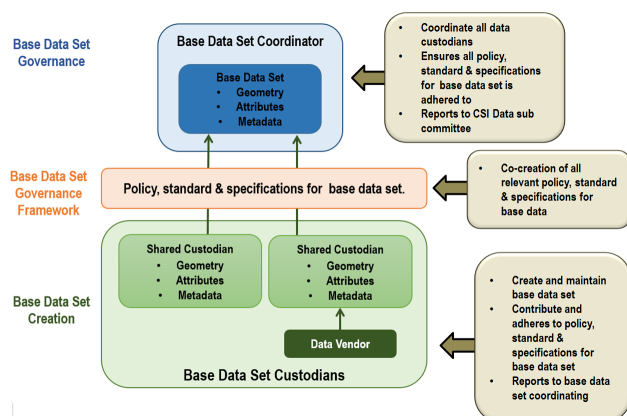 Base Data Set
Governance
Base Data Set Coordinator
Base Data Set
• Geometry
• Attributes
• Metadata
• Coordinate all data
custodians
• Ensures all policy,
standard & specifications
for base data set is
adhered to
• Reports to CSI Data sub
committee
Base Data Set
Governance
Framework
Policy, standard & specifications for base data set.
• Co-creation of all
relevant policy, standard
& specifications for
base data
Base Data Set
Creation
Shared Custodian
• Geometry
• Attributes
• Metadata
Shared Custodian
• Geometry
• Attributes
• Metadata
Data Vendor
Base Data Set Custodians
• Create and maintain
base data set
• Contribute and
adheres to policy,
standard &
specifications for
base data set
• Reports to base data
set coordinating